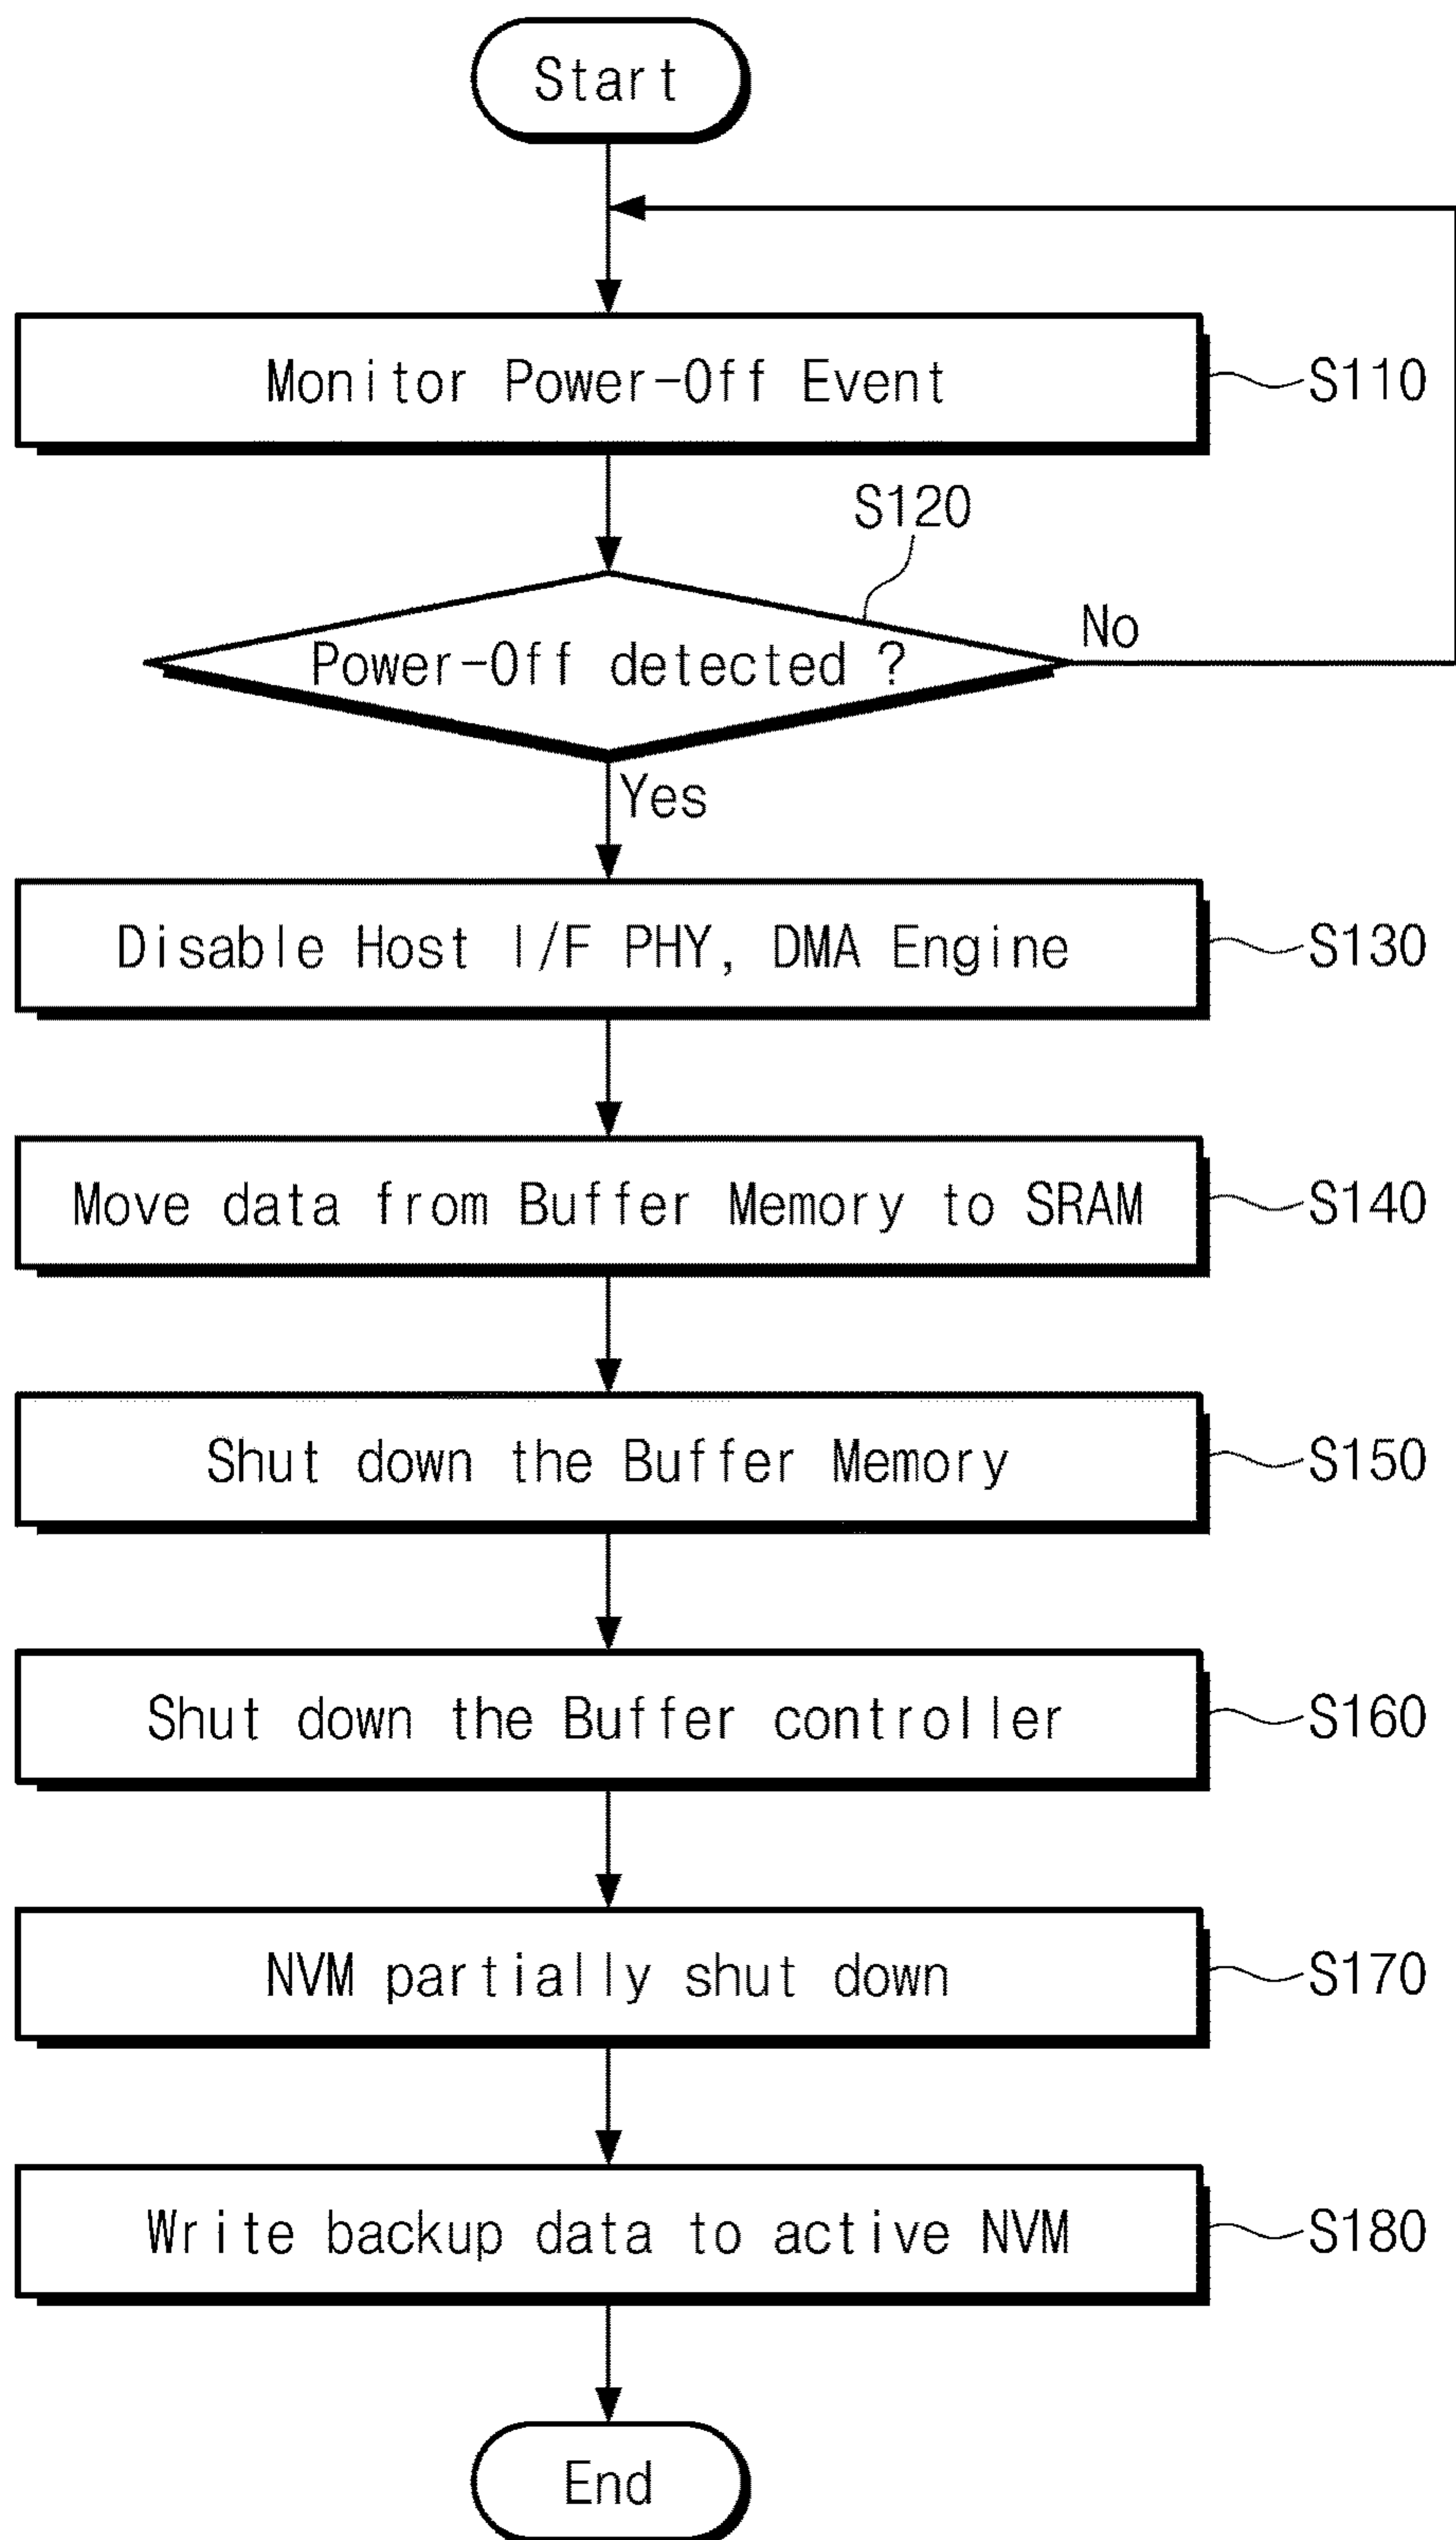 Start
Monitor Power-Off Event
S110
S120
Power-Off detected ?
No
Yes
Disable Host I/F PHY, DMA Engine
S130
Move data from Buffer Memory to SRAM
S140
Shut down the Buffer Memory
S150
Shut down the Buffer controller
S160
NVM partially shut down
S170
Write backup data to active NVM
S180
End